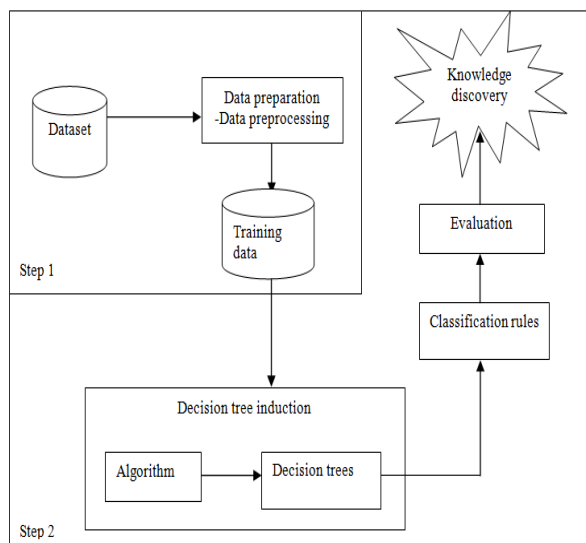 Dataset
Data preparation
-Data preprocessing
Training
data
Step 1
Knowledge
discovery
Evaluation
Classification rules
Decision tree induction
Algorithm
Decision trees
Step 2